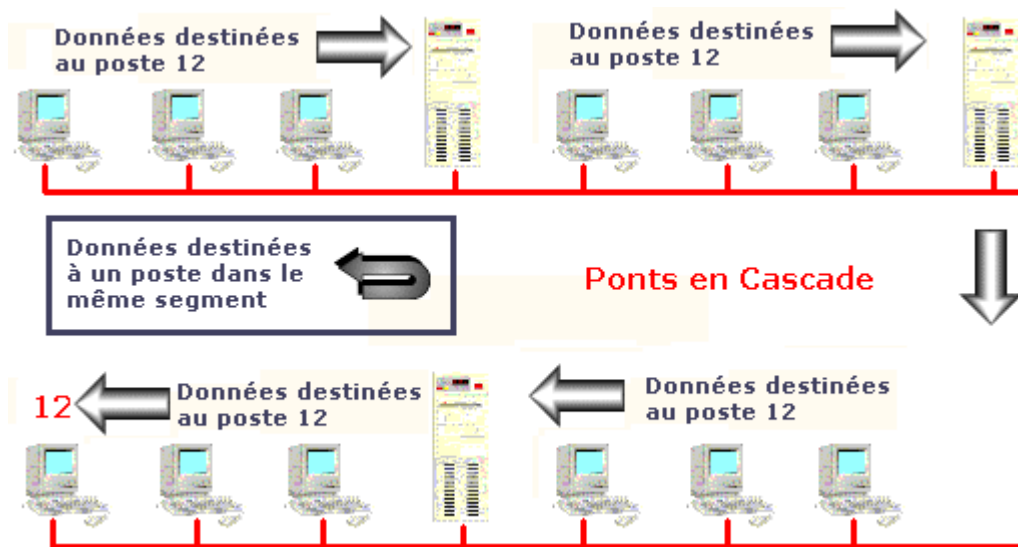 Données destinées
au poste 12
Données destinées
au poste 12
Données destinées
à un poste dans le
même segment
Ponts en Cascade
12
Données destinées
au poste 12
Données destinées
au poste 12